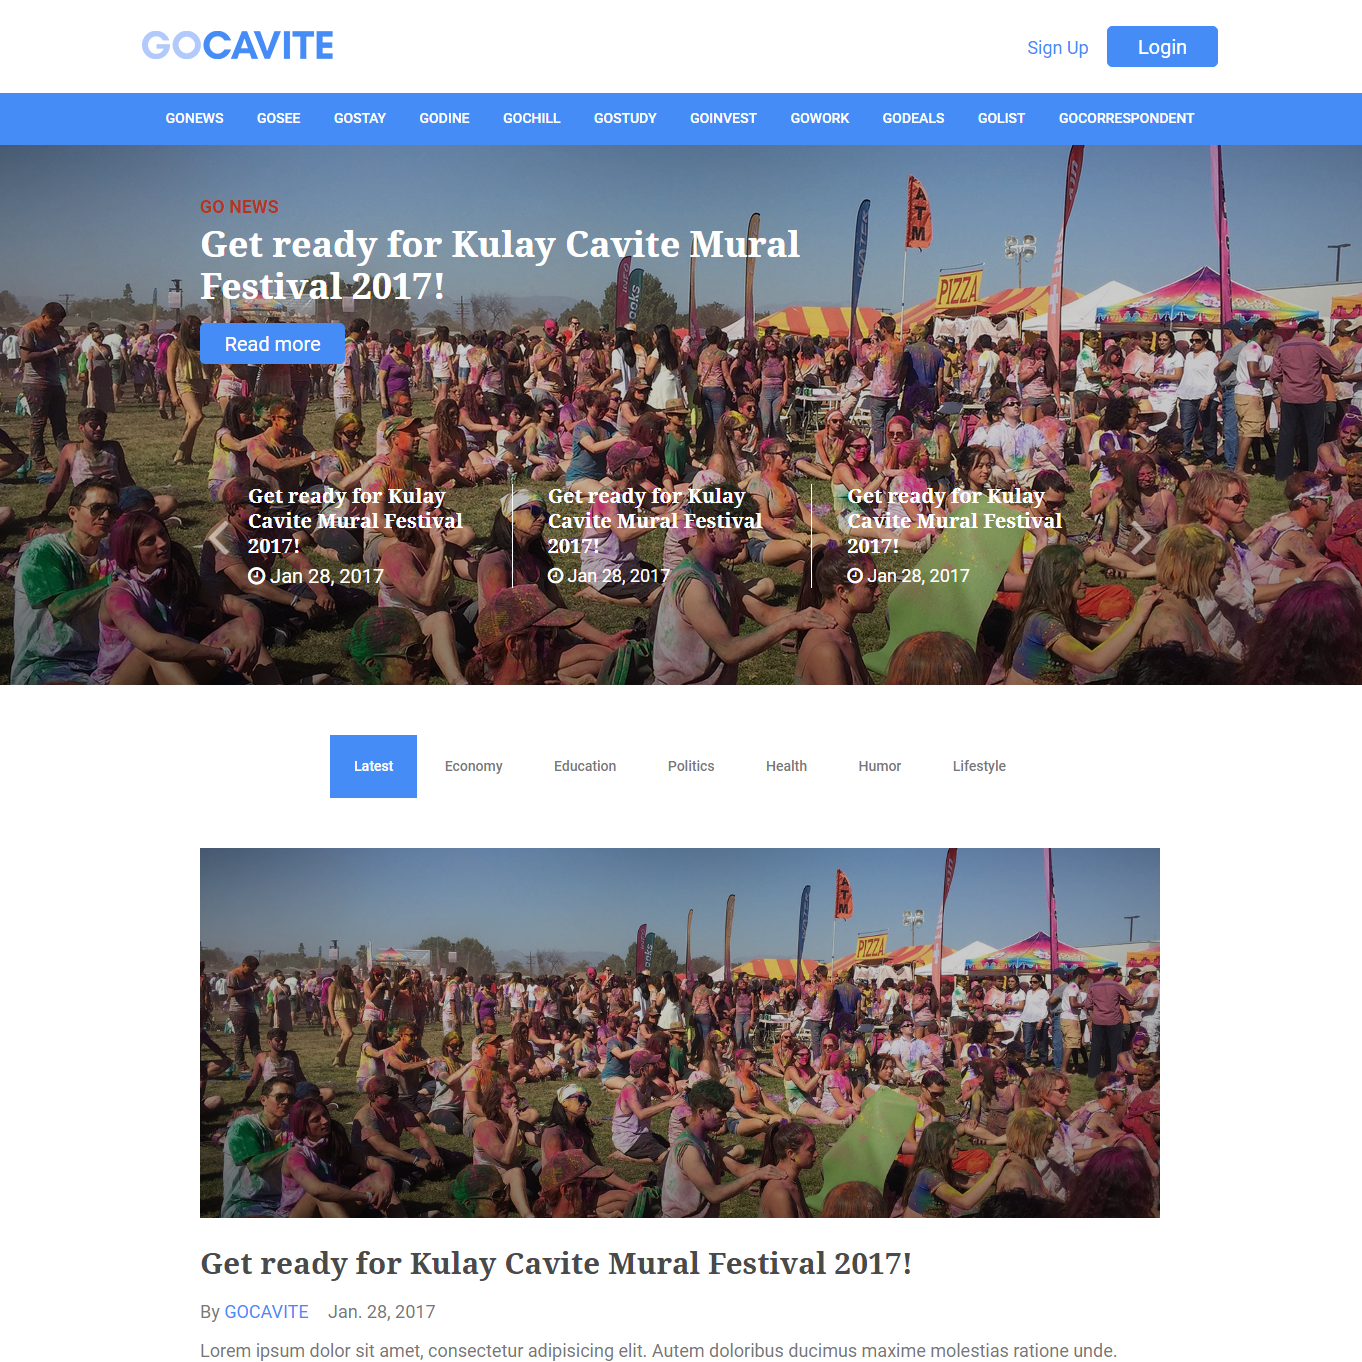 GOCAVITE
Sign Up
Login
GONEWS GOSEE GOSTAY GODINE GOCHILL GOSTUDY GOINVEST GOWORK GODEALS GOLIST GOCORRESPONDENT
GO NEWS
Get ready for Kulay Cavite Mural
Festival 2017!
Read more
ATM
PIZZA
Get ready for Kulay
Cavite Mural Festival
2017!
Jan 28, 2017
Get ready for Kulay
Cavite Mural Festival
2017!
Jan 28, 2017
Get ready for Kulay
Cavite Mural Festival
2017!
Jan 28, 2017
Latest Economy Education Politics Health Humor Lifestyle
ATM
PIZZA
Get ready for Kulay Cavite Mural Festival 2017!
By GOCAVITE Jan. 28, 2017
Lorem ipsum dolor sit amet, consectetur adipisicing elit. Autem doloribus ducimus maxime molestias ratione unde.